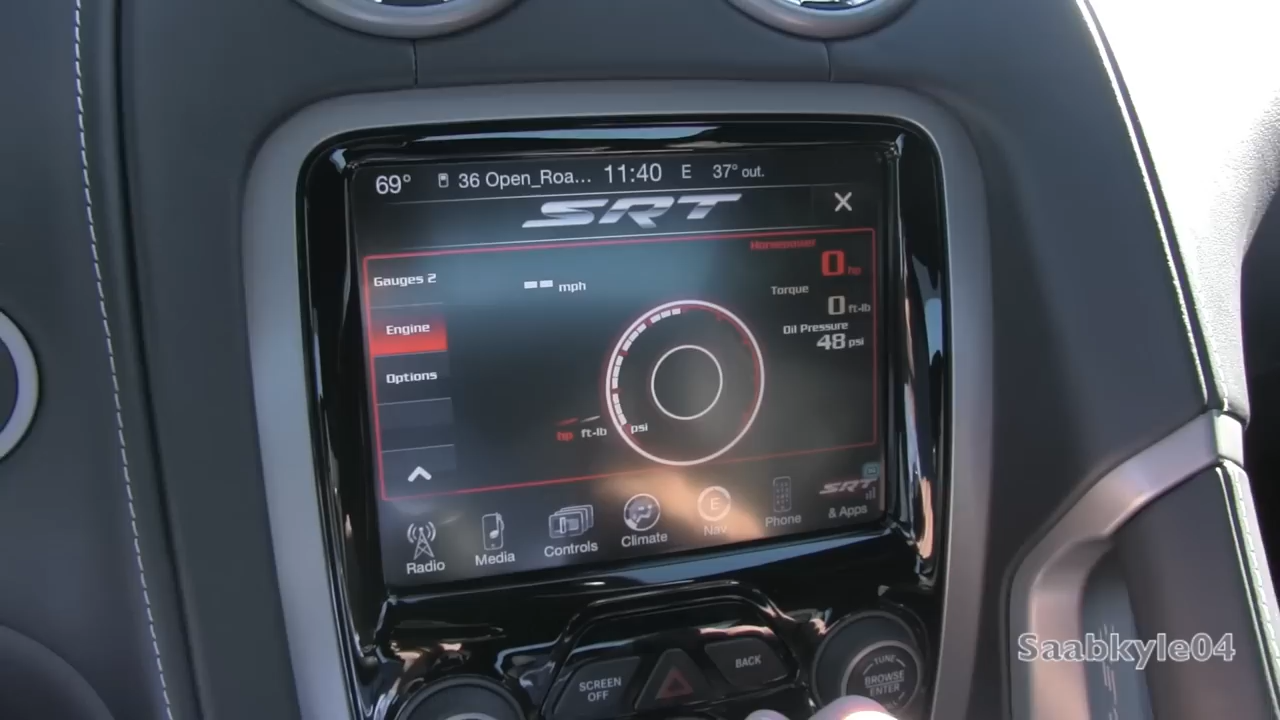 69° 36 Open_Roa... 11:40 E 37° out.
SRT X
Gauges 2
Engine
Options
-- mph
Horsepower
0 hp
Torque
0 ft-lb
Oil Pressure
48 psi
hp ft-lb psi
Radio
Media
Controls
Climate
E
Nav
Phone
SRT
& Apps
SCREEN
OFF
BACK
TUNE
BROWSE
ENTER
Saabkyle04